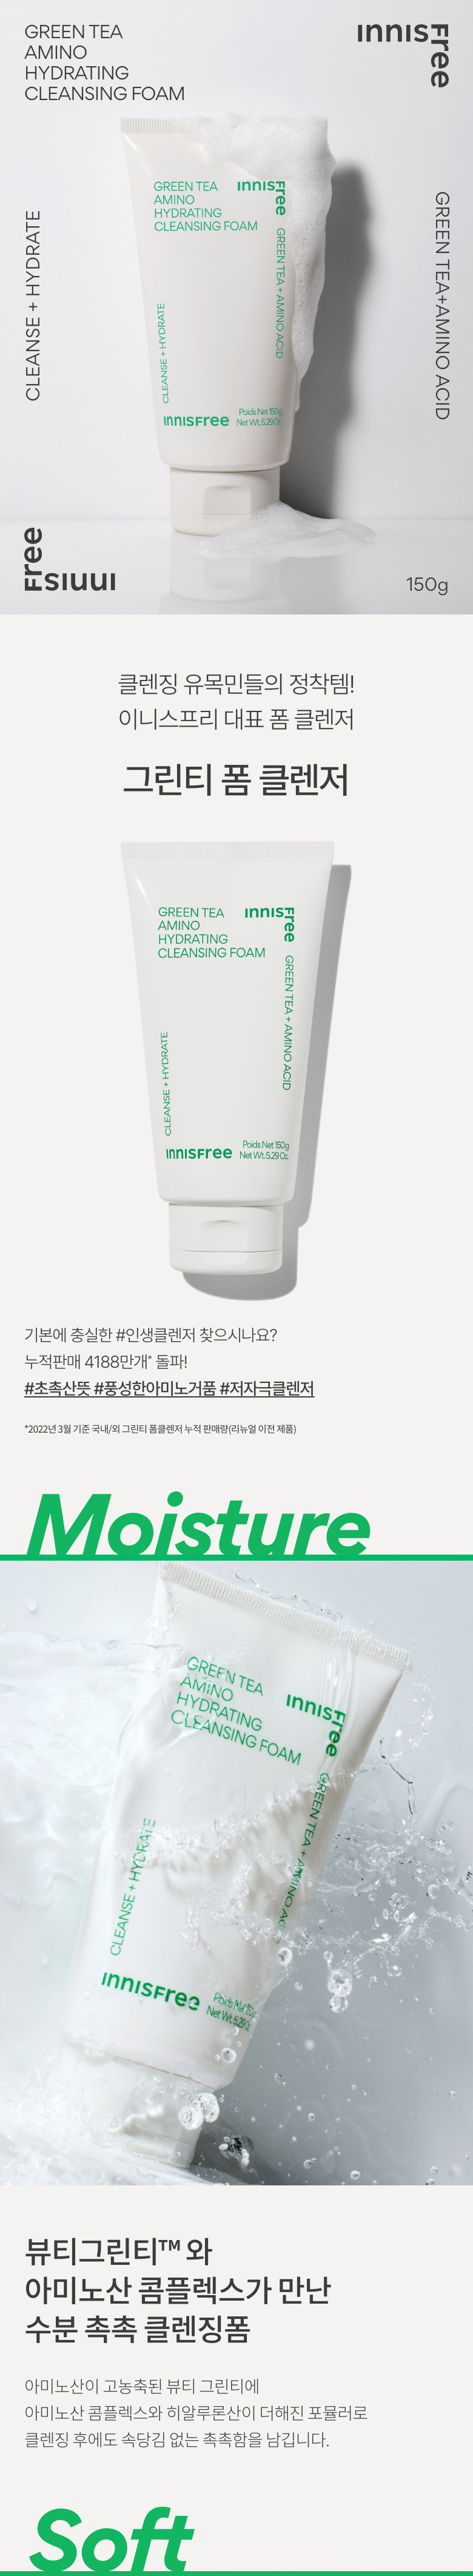 GREEN TEA
AMINO
HYDRATING
CLEANSING FOAM
innisfree
CLEANSE + HYDRATE
GREEN TEA+AMINO ACID
GREEN TEA
AMINO
HYDRATING
CLEANSING FOAM
innisfree
GREEN TEA + AMINO ACID
CLEANSE + HYDRATE
innisfree
Poids Net 150g
Net Wt. 5.29 Oz.
innisfree
150g
클렌징 유목민들의 정착템!
이니스프리 대표 폼 클렌저
그린티 폼 클렌저
GREEN TEA
AMINO
HYDRATING
CLEANSING FOAM
innisfree
GREEN TEA + AMINO ACID
CLEANSE + HYDRATE
innisfree
Poids Net 150g
Net Wt. 5.29 Oz.
기본에 충실한 #인생클렌저 찾으시나요?
누적판매 4188만개* 돌파!
#초촉산뜻 #풍성한아미노거품 #저자극클렌저
*2022년 3월 기준 국내/외 그린티 폼클렌저 누적 판매량(리뉴얼 이전 제품)
Moisture
GREEN TEA
AMINO
HYDRATING
CLEANSING FOAM
innisfree
GREEN TEA + AMINO ACID
CLEANSE + HYDRATE
innisfree
Poids Net 150g
Net Wt. 5.29 Oz.
뷰티그린티™ 와
아미노산 콤플렉스가 만난
수분 촉촉 클렌징폼
아미노산이 고농축된 뷰티 그린티에
아미노산 콤플렉스와 히알루론산이 더해진 포뮬러로
클렌징 후에도 속당김 없는 촉촉함을 남깁니다.
Soft